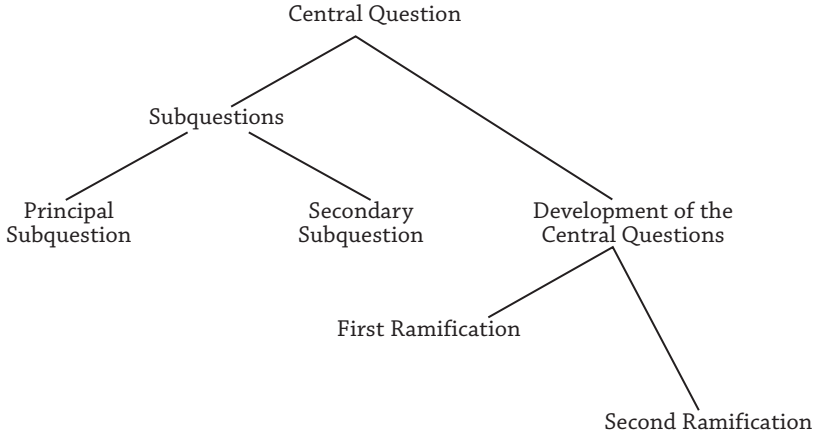 Central Question
Subquestions
Principal
Subquestion
Secondary
Subquestion
Development of the
Central Questions
First Ramification
Second Ramification